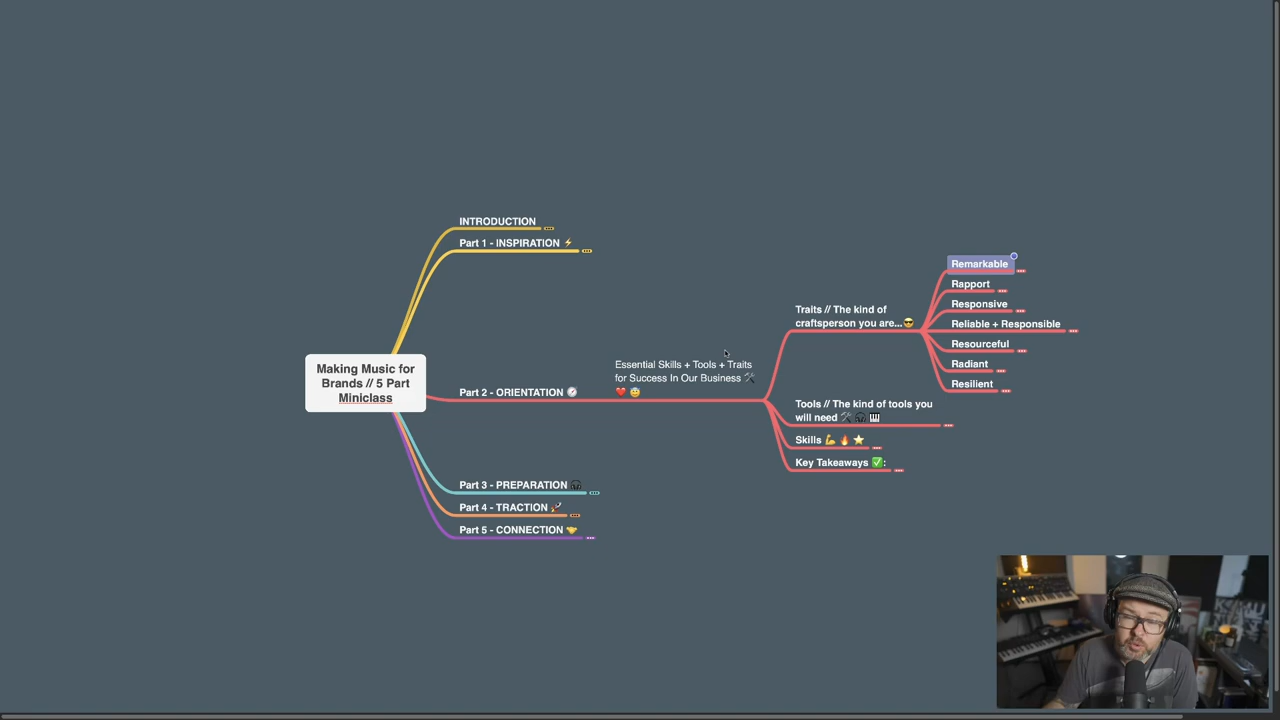 INTRODUCTION
Part 1 - INSPIRATION ⚡
Making Music for
Brands // 5 Part
Miniclass
Part 2 - ORIENTATION 🧭
Essential Skills + Tools + Traits
for Success In Our Business 🛠
❤️ 😇
Traits // The kind of
craftsperson you are...😎
Remarkable
Rapport
Responsive
Reliable + Responsible
Resourceful
Radiant
Resilient
Tools // The kind of tools you
will need 🛠 🎧 🎹
Skills 💪 🔥 ⭐
Key Takeaways ✅:
Part 3 - PREPARATION 🎧
Part 4 - TRACTION 🚀
Part 5 - CONNECTION 🤝